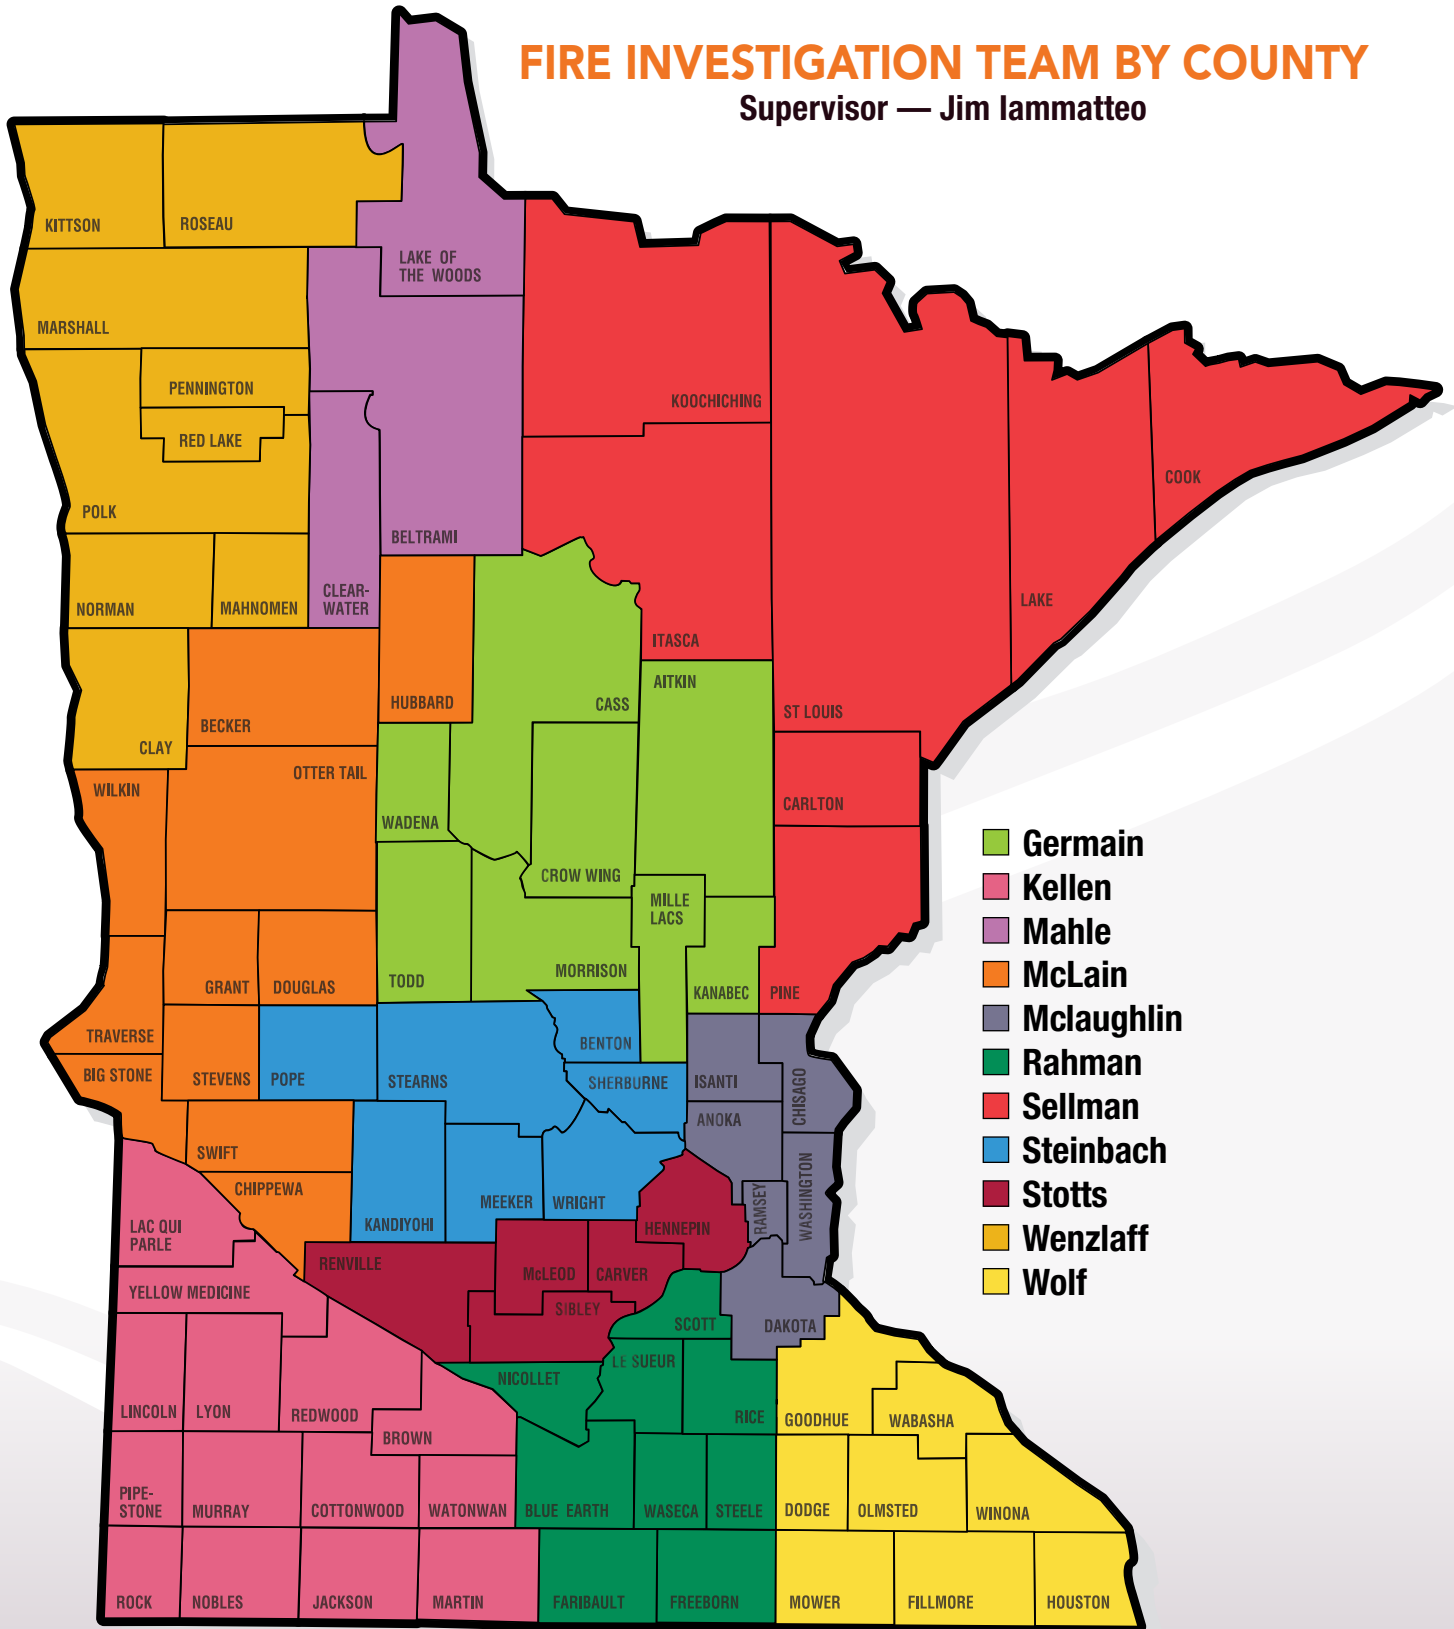 FIRE INVESTIGATION TEAM BY COUNTY
Supervisor — Jim Iammatteo
KITTSON
ROSEAU
LAKE OF
THE WOODS
MARSHALL
PENNINGTON
RED LAKE
KOOCHICHING
POLK
BELTRAMI
COOK
NORMAN
MAHNOMEN
CLEAR-
WATER
LAKE
ITASCA
CLAY
BECKER
HUBBARD
CASS
AITKIN
ST LOUIS
WILKIN
OTTER TAIL
WADENA
CROW WING
CARLTON
MILLE
LACS
GRANT
DOUGLAS
TODD
MORRISON
KANABEC
PINE
TRAVERSE
BIG STONE
STEVENS
POPE
STEARNS
BENTON
SHERBURNE
ISANTI
CHISAGO
ANOKA
SWIFT
CHIPPEWA
KANDIYOHI
MEEKER
WRIGHT
HENNEPIN
RAMSEY
WASHINGTON
LAC QUI
PARLE
YELLOW MEDICINE
RENVILLE
McLEOD
CARVER
SIBLEY
SCOTT
DAKOTA
LINCOLN
LYON
REDWOOD
BROWN
NICOLLET
LE SUEUR
RICE
GOODHUE
WABASHA
PIPE-
STONE
MURRAY
COTTONWOOD
WATONWAN
BLUE EARTH
WASECA
STEELE
DODGE
OLMSTED
WINONA
ROCK
NOBLES
JACKSON
MARTIN
FARIBAULT
FREEBORN
MOWER
FILLMORE
HOUSTON
Germain
Kellen
Mahle
McLain
Mclaughlin
Rahman
Sellman
Steinbach
Stotts
Wenzlaff
Wolf